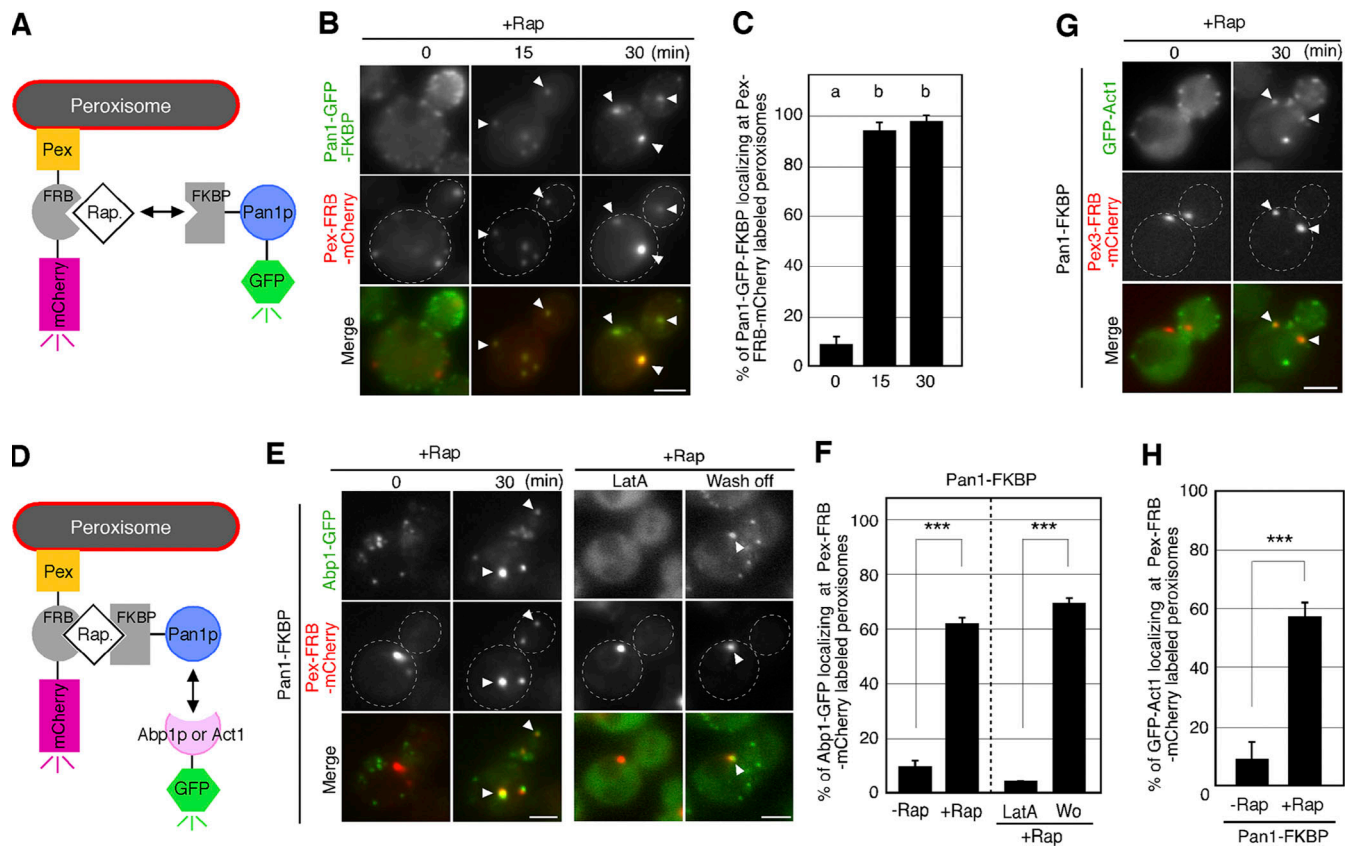 A
Peroxisome
Pex
FRB
Rap.
FKBP
Pan1p
mCherry
GFP
B
+Rap
0
15
30 (min)
Pan1-GFP
-FKBP
Pex-FRB
-mCherry
Merge
C
% of Pan1-GFP-FKBP localizing at Pex-
FRB-mCherry labeled peroxisomes
100
80
60
40
20
0
a
b
b
0
15
30
G
+Rap
0
30 (min)
Pan1-FKBP
GFP-Act1
Pex3-FRB
-mCherry
Merge
D
Peroxisome
Pex
FRB
Rap.
FKBP
Pan1p
mCherry
Abp1p or Act1
GFP
E
+Rap
0
30 (min)
+Rap
LatA
Wash off
Pan1-FKBP
Abp1-GFP
Pex-FRB
-mCherry
Merge
F
Pan1-FKBP
% of Abp1-GFP localizing at Pex-FRB
-mCherry labeled peroxisomes
100
80
60
40
20
0
***
***
-Rap
+Rap
LatA
Wo
+Rap
H
% of GFP-Act1 localizing at Pex-FRB
-mCherry labeled peroxisomes
100
80
60
40
20
0
***
-Rap
+Rap
Pan1-FKBP